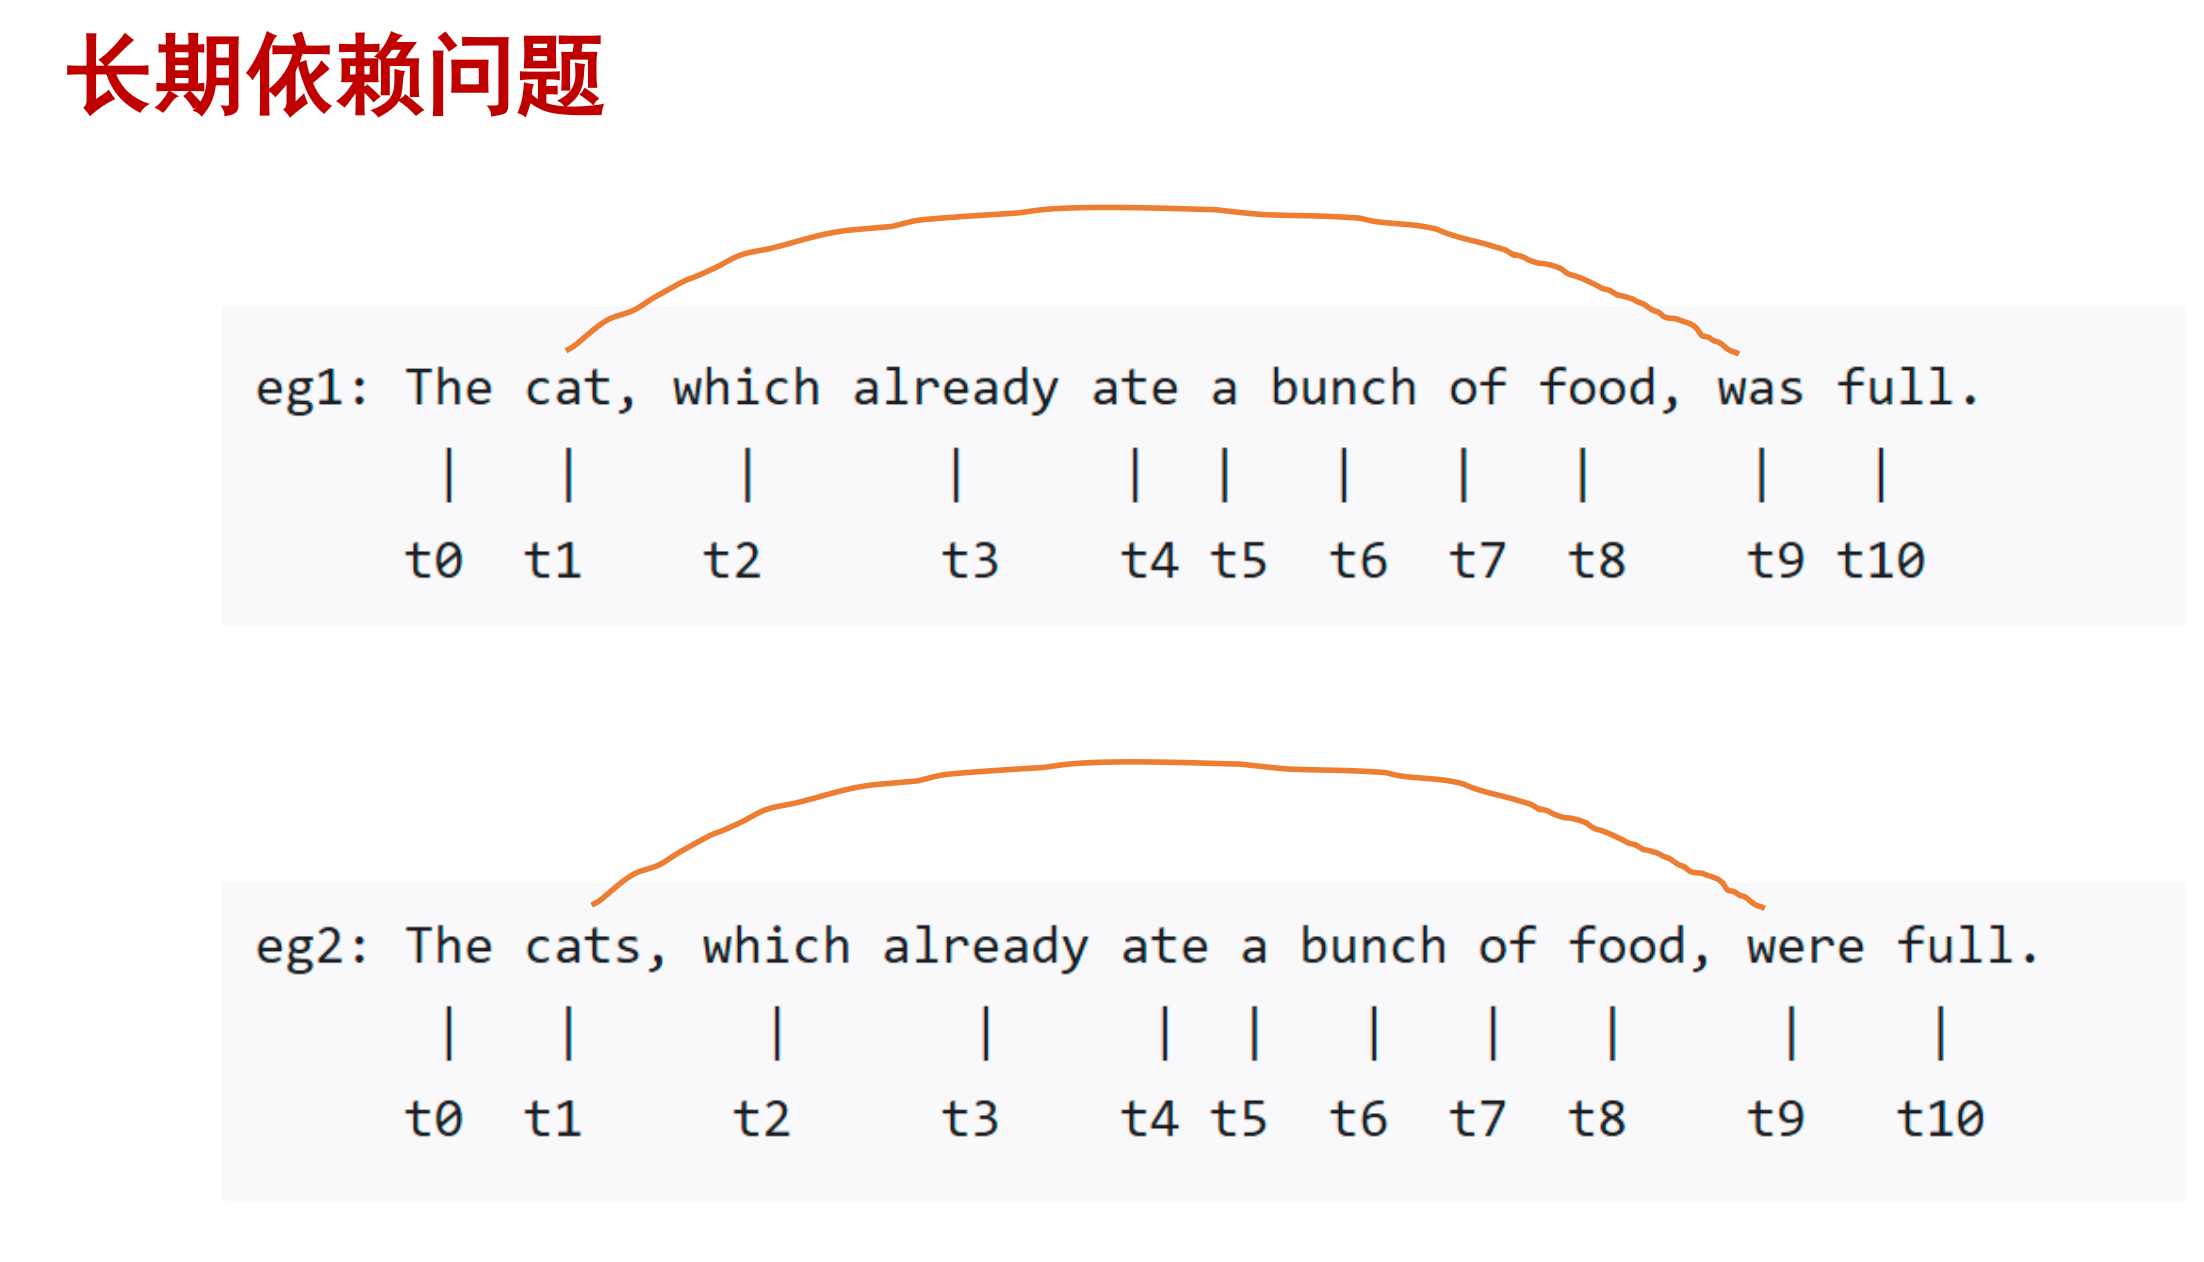 长期依赖问题
eg1: The cat, which already ate a bunch of food, was full.
| | | | | | | | | | |
t0 t1 t2 t3 t4 t5 t6 t7 t8 t9 t10
eg2: The cats, which already ate a bunch of food, were full.
| | | | | | | | | | |
t0 t1 t2 t3 t4 t5 t6 t7 t8 t9 t10